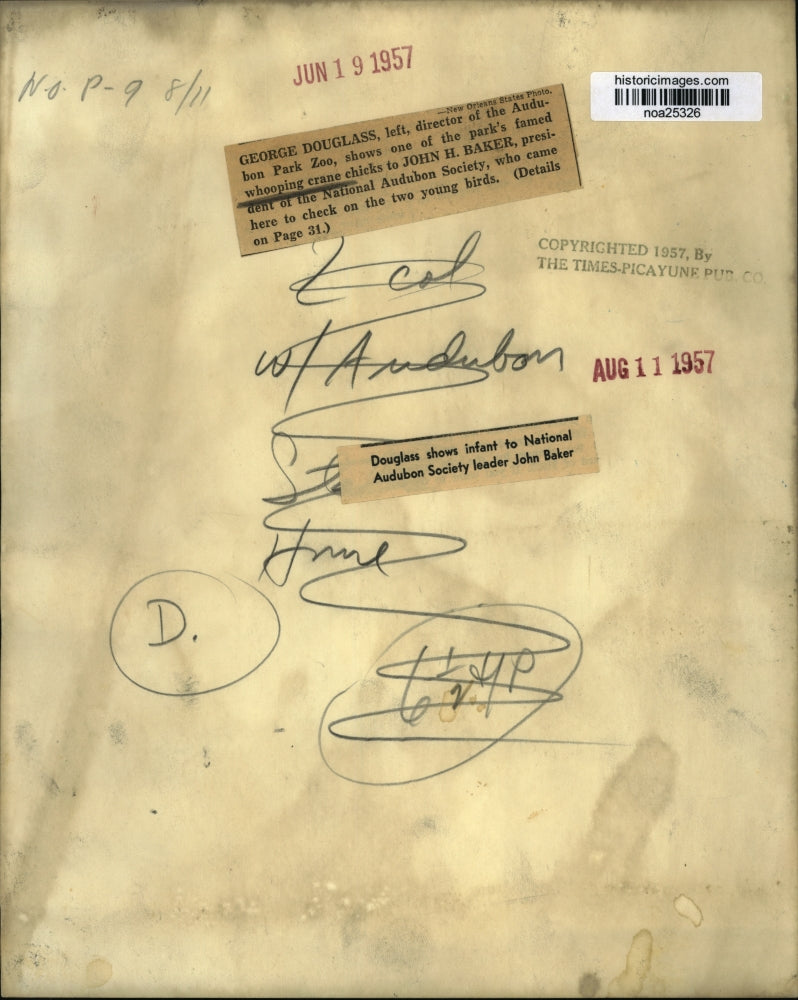 JUN 19 1957
N.O. P-9 8/11
historicimages.com
noa25326
—New Orleans States Photo.
GEORGE DOUGLASS, left, director of the Audu-
bon Park Zoo, shows one of the park's famed
whooping crane chicks to JOHN H. BAKER, presi-
dent of the National Audubon Society, who came
here to check on the two young birds. (Details
on Page 31.)
2 col
COPYRIGHTED 1957, By
THE TIMES-PICAYUNE PUB. CO.
w/ Audubon
AUG 11 1957
Douglass shows infant to National
Audubon Society leader John Baker
D.